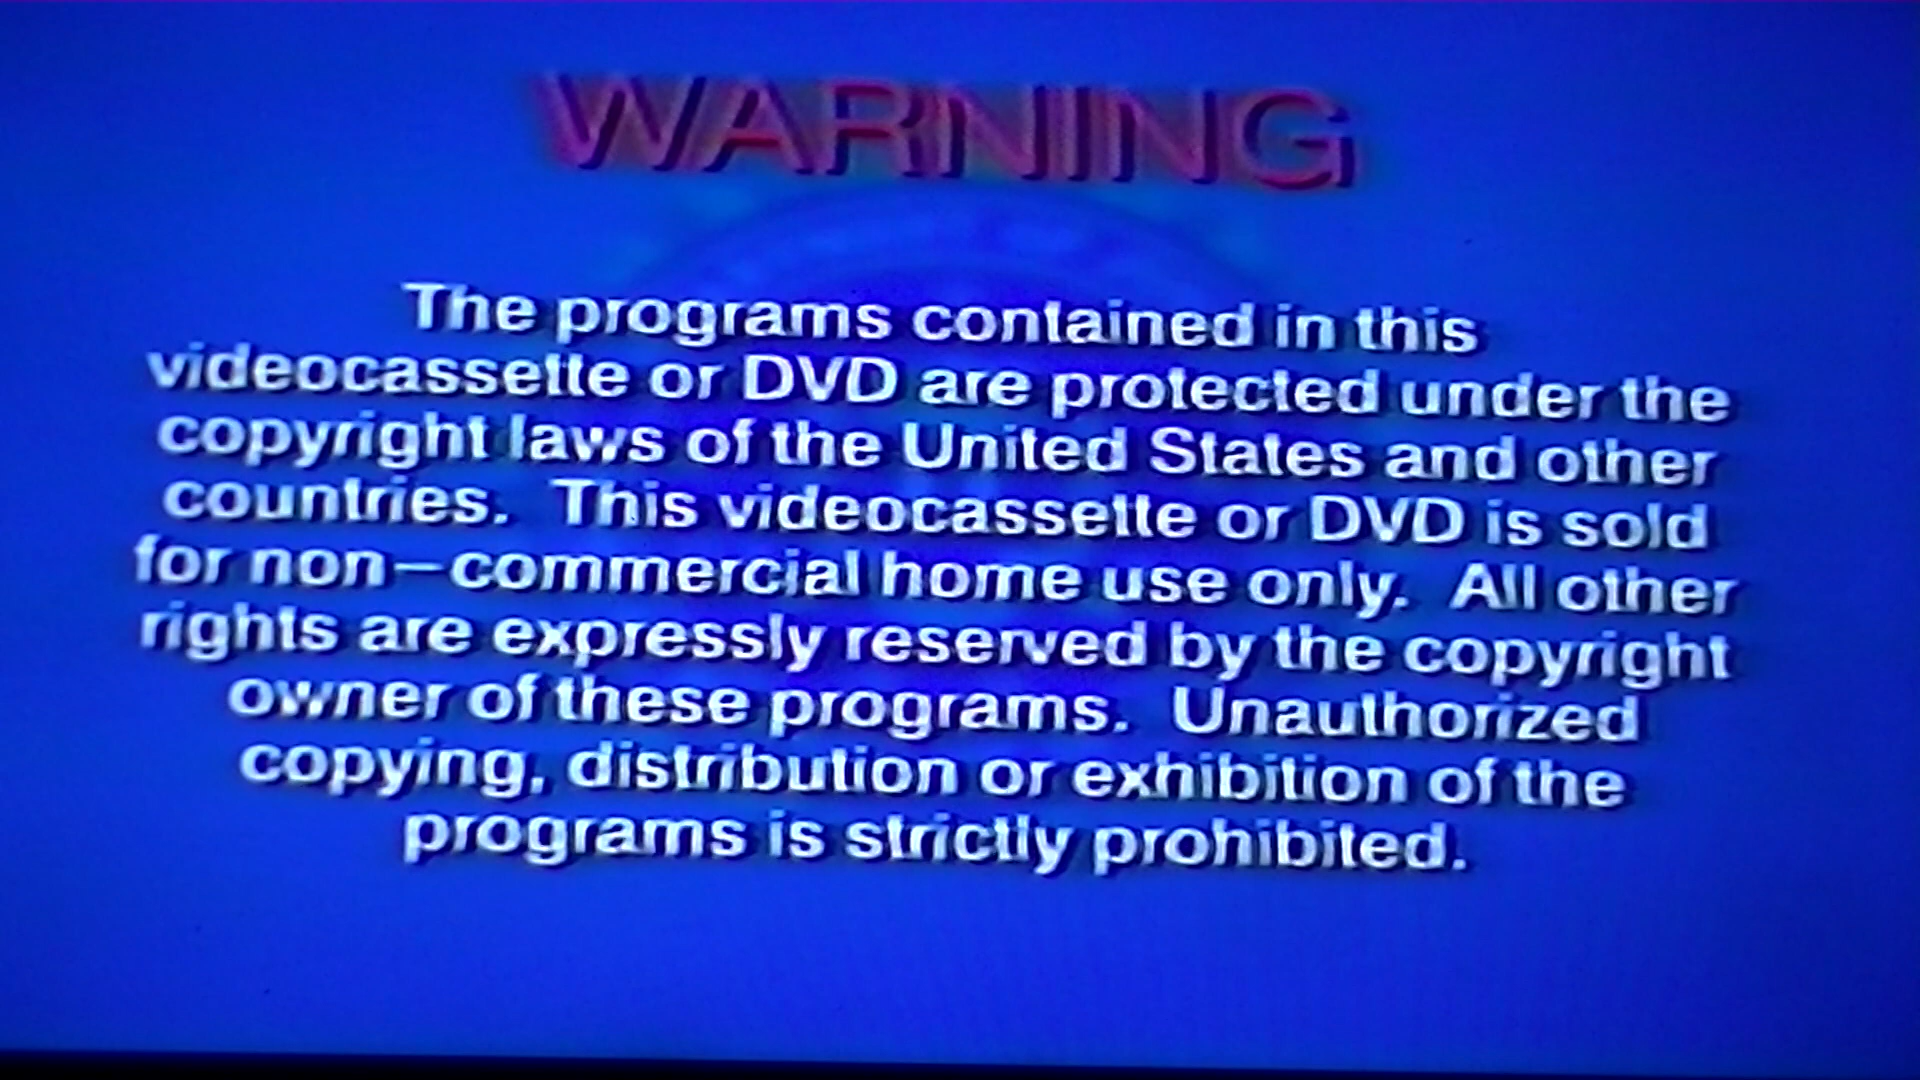 WARNING
The programs contained in this
videocassette or DVD are protected under the
copyright laws of the United States and other
countries. This videocassette or DVD is sold
for non-commercial home use only. All other
rights are expressly reserved by the copyright
owner of these programs. Unauthorized
copying, distribution or exhibition of the
programs is strictly prohibited.